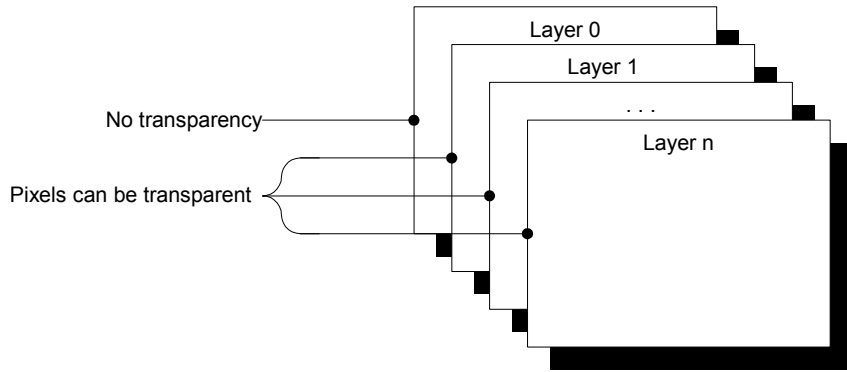 Layer 0
Layer 1
. . .
No transparency
Layer n
Pixels can be transparent